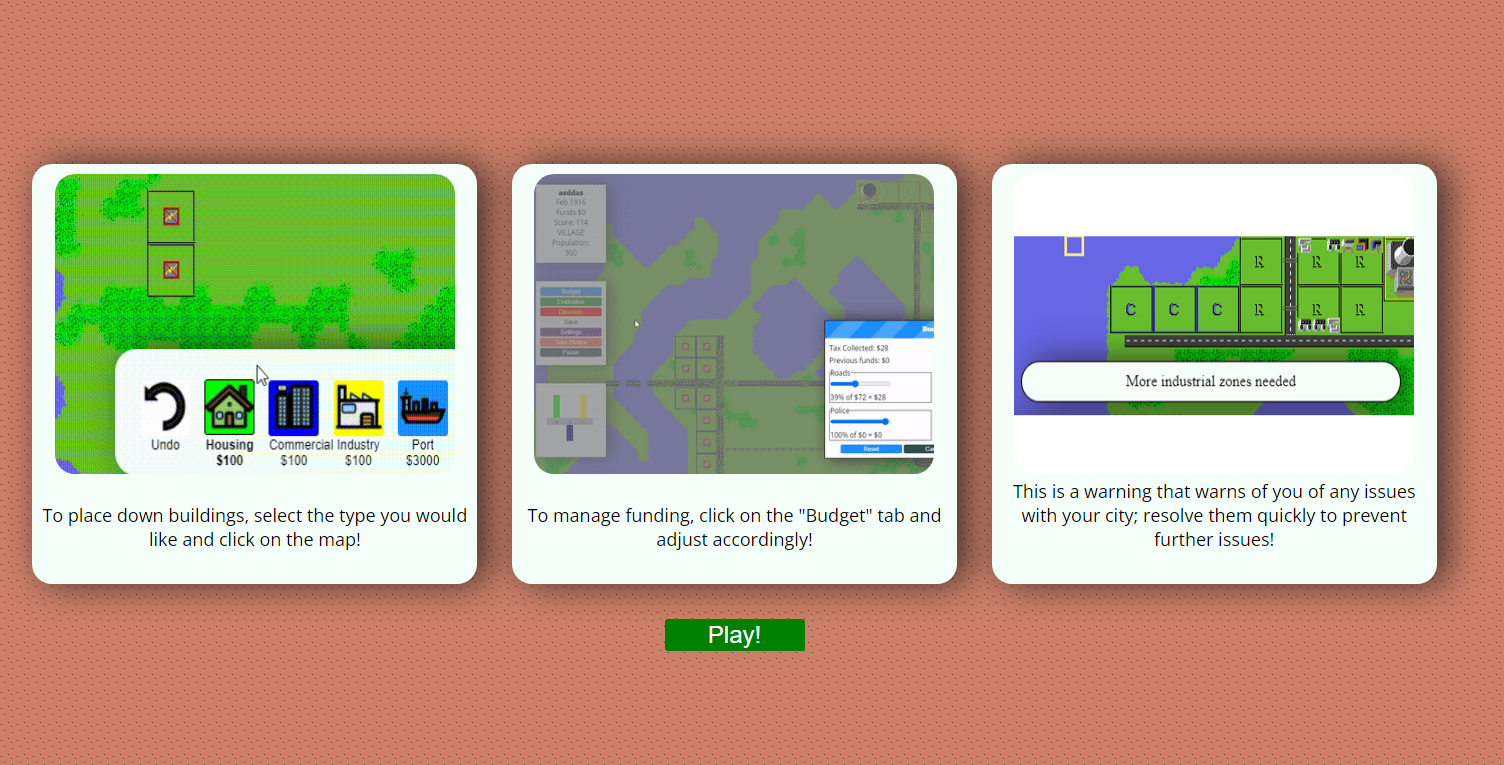 Undo
Housing
$100
Commercial
$100
Industry
$100
Port
$3000
To place down buildings, select the type you would
like and click on the map!
asddas
Feb 1916
Funds $0
Score: 114
VILLAGE
Population:
360
Budget
Evaluation
Disasters
Save
Settings
Save Picture
Pause
Tax Collected: $28
Previous funds: $0
Roads
39% of $72 = $28
Police
100% of $0 = $0
Reset
To manage funding, click on the "Budget" tab and
adjust accordingly!
R R R
C C C R R R
More industrial zones needed
This is a warning that warns of you of any issues
with your city; resolve them quickly to prevent
further issues!
Play!